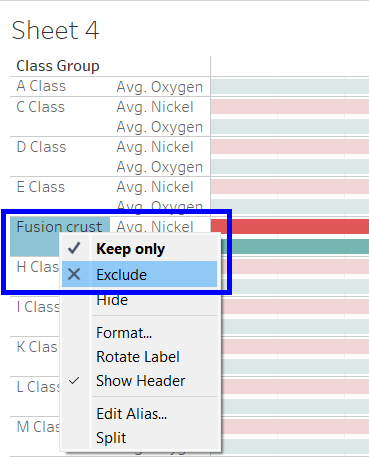 Sheet 4
Class Group
A Class Avg. Oxygen
C Class Avg. Nickel
Avg. Oxygen
D Class Avg. Nickel
Avg. Oxygen
E Class Avg. Nickel
Avg. Oxygen
Fusion crust Avg. Nickel
Keep only
H Clas Exclude
Hide
I Class
Format...
K Clas Rotate Label
L Class Show Header
M Clas Edit Alias...
Split
Avg. Oxygen